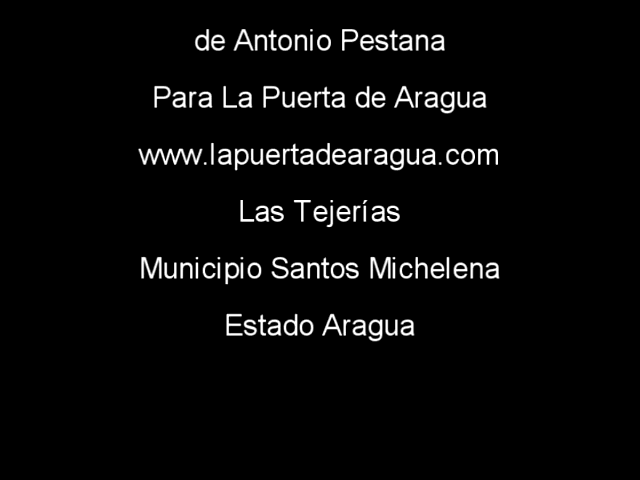 de Antonio Pestana
Para La Puerta de Aragua
www.lapuertadearagua.com
Las Tejerías
Municipio Santos Michelena
Estado Aragua